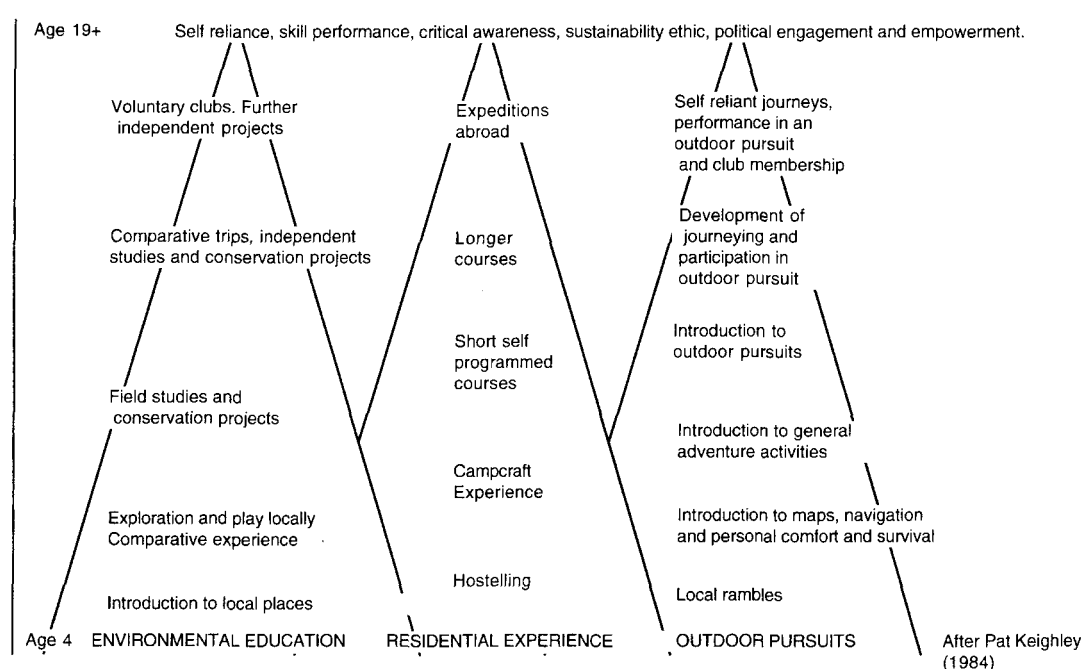 Age 19+ Self reliance, skill performance, critical awareness, sustainability ethic, political engagement and empowerment.
Voluntary clubs. Further
independent projects
Comparative trips, independent
studies and conservation projects
Field studies and
conservation projects
Exploration and play locally
Comparative experience
Introduction to local places
Expeditions
abroad
Longer
courses
Short self
programmed
courses
Campcraft
Experience
Hostelling
Self reliant journeys,
performance in an
outdoor pursuit
and club membership
Development of
journeying and
participation in
outdoor pursuit
Introduction to
outdoor pursuits
Introduction to general
adventure activities
Introduction to maps, navigation
and personal comfort and survival
Local rambles
Age 4 ENVIRONMENTAL EDUCATION RESIDENTIAL EXPERIENCE OUTDOOR PURSUITS
After Pat Keighley
(1984)